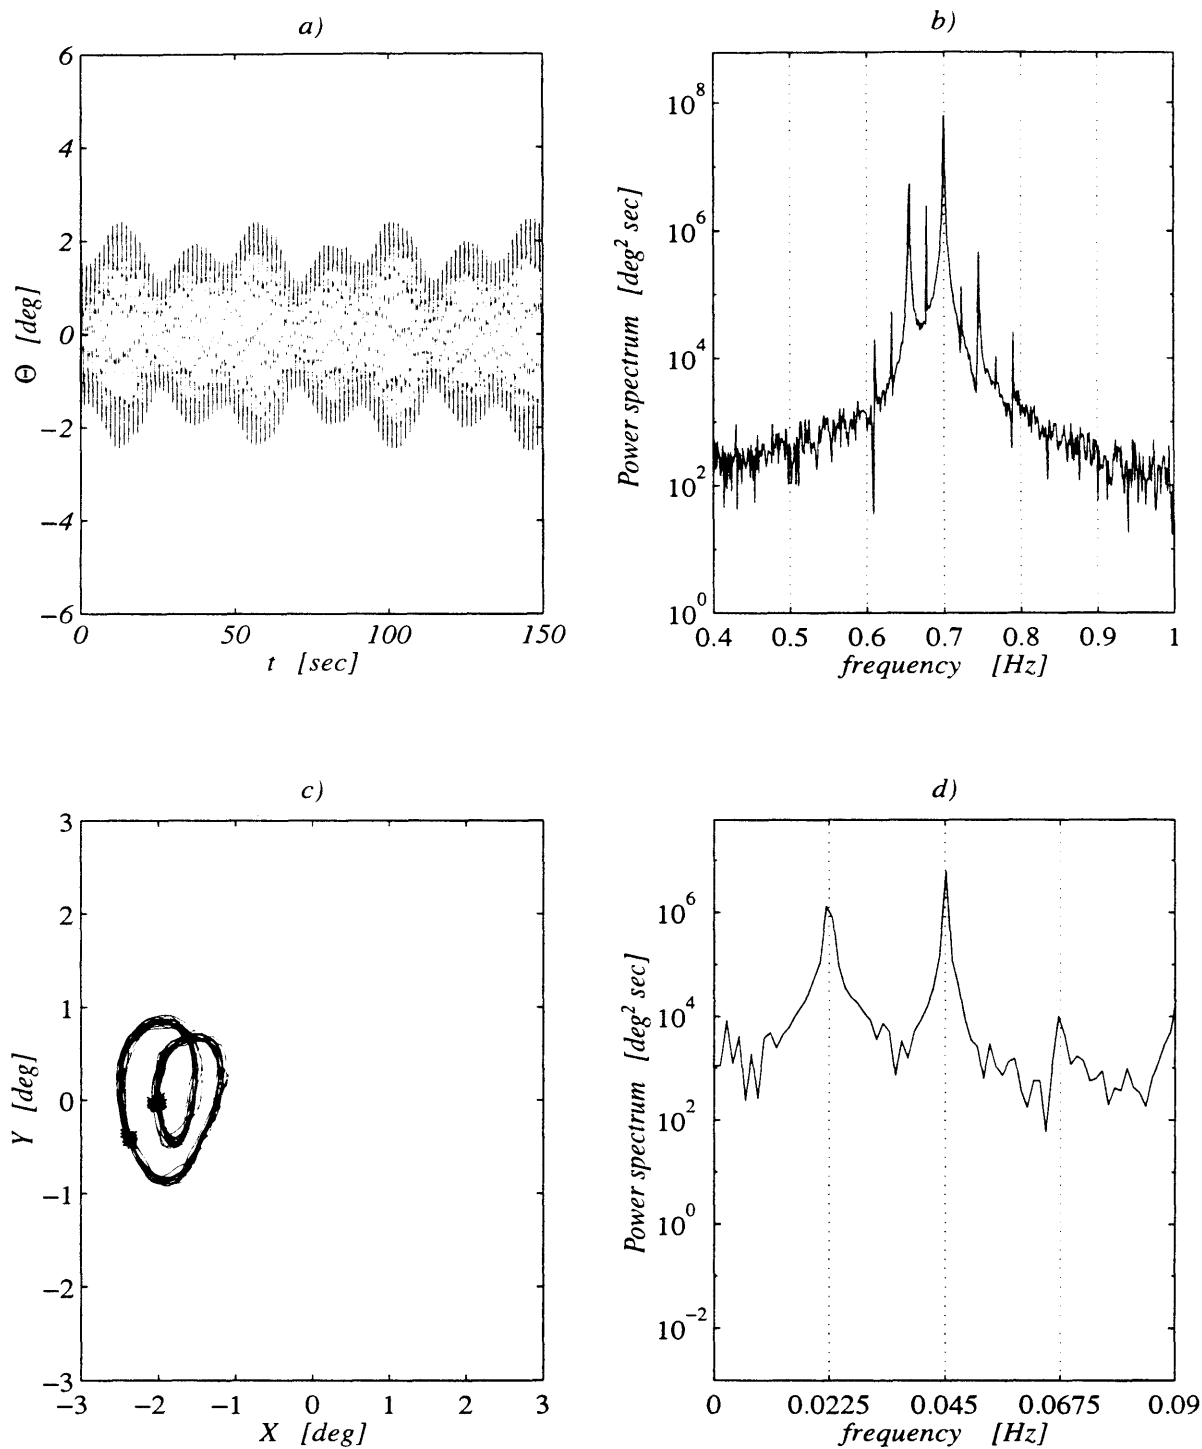 a)
6
4
2
0
−2
−4
−6
Θ [deg]
0 50 100 150
t [sec]
b)
10^8
10^6
10^4
10^2
10^0
Power spectrum [deg^2 sec]
0.4 0.5 0.6 0.7 0.8 0.9 1
frequency [Hz]
c)
3
2
1
0
−1
−2
−3
Y [deg]
−3 −2 −1 0 1 2 3
X [deg]
d)
10^6
10^4
10^2
10^0
10^−2
Power spectrum [deg^2 sec]
0 0.0225 0.045 0.0675 0.09
frequency [Hz]